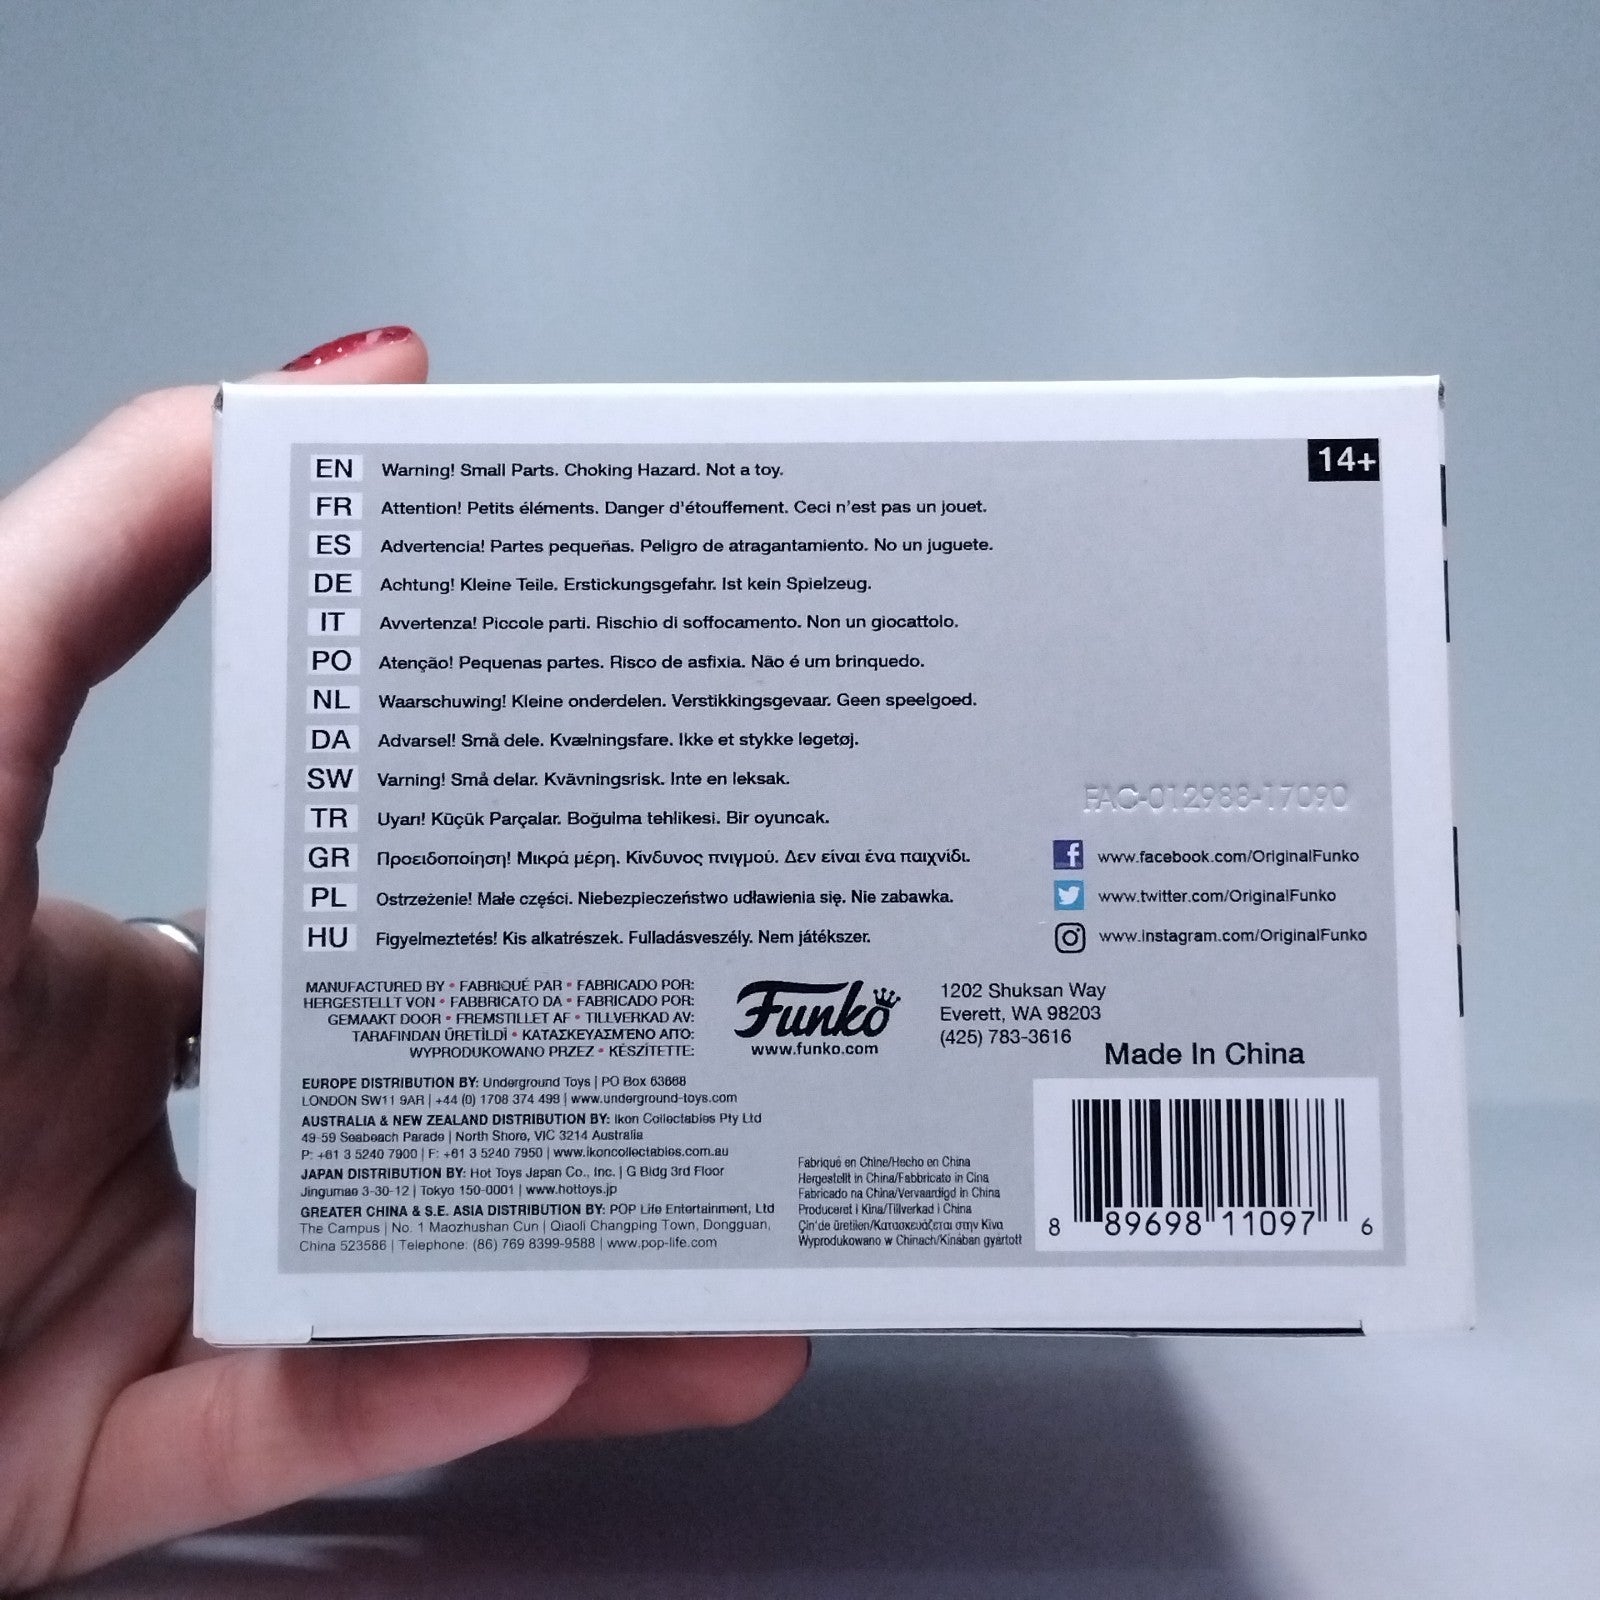 14+
EN Warning! Small Parts. Choking Hazard. Not a toy.
FR Attention! Petits éléments. Danger d'étouffement. Ceci n'est pas un jouet.
ES Advertencia! Partes pequeñas. Peligro de atragantamiento. No un juguete.
DE Achtung! Kleine Teile. Erstickungsgefahr. Ist kein Spielzeug.
IT Avvertenza! Piccole parti. Rischio di soffocamento. Non un giocattolo.
PO Atenção! Pequenas partes. Risco de asfixia. Não é um brinquedo.
NL Waarschuwing! Kleine onderdelen. Verstikkingsgevaar. Geen speelgoed.
DA Advarsel! Små dele. Kvælningsfare. Ikke et stykke legetøj.
SW Varning! Små delar. Kvävningsrisk. Inte en leksak.
TR Uyarı! Küçük Parçalar. Boğulma tehlikesi. Bir oyuncak.
GR Προειδοποίηση! Μικρά μέρη. Κίνδυνος πνιγμού. Δεν είναι ένα παιχνίδι.
PL Ostrzeżenie! Małe części. Niebezpieczeństwo udławienia się. Nie zabawka.
HU Figyelmeztetés! Kis alkatrészek. Fulladásveszély. Nem játékszer.
FAC-012988-17090
www.facebook.com/OriginalFunko
www.twitter.com/OriginalFunko
www.instagram.com/OriginalFunko
MANUFACTURED BY • FABRIQUÉ PAR • FABRICADO POR:
HERGESTELLT VON • FABBRICATO DA • FABRICADO POR:
GEMAAKT DOOR • FREMSTILLET AF • TILLVERKAD AV:
TARAFINDAN ÜRETİLDİ • ΚΑΤΑΣΚΕΥΑΣΜΈΝΟ ΑΠΌ:
WYPRODUKOWANO PRZEZ • KÉSZÍTETTE:
Funko
www.funko.com
1202 Shuksan Way
Everett, WA 98203
(425) 783-3616
Made In China
EUROPE DISTRIBUTION BY: Underground Toys | PO Box 63668
LONDON SW11 9AR | +44 (0) 1708 374 499 | www.underground-toys.com
AUSTRALIA & NEW ZEALAND DISTRIBUTION BY: Ikon Collectables Pty Ltd
49-59 Seabeach Parade | North Shore, VIC 3214 Australia
P: +61 3 5240 7900 | F: +61 3 5240 7950 | www.ikoncollectables.com.au
JAPAN DISTRIBUTION BY: Hot Toys Japan Co., Inc. | G Bldg 3rd Floor
Jingumae 3-30-12 | Tokyo 150-0001 | www.hottoys.jp
GREATER CHINA & S.E. ASIA DISTRIBUTION BY: POP Life Entertainment, Ltd
The Campus | No. 1 Maozhushan Cun | Qiaoli Changping Town, Dongguan,
China 523586 | Telephone: (86) 769 8399-9588 | www.pop-life.com
Fabriqué en Chine/Hecho en China
Hergestellt in China/Fabbricato in Cina
Fabricado na China/Vervaardigd in China
Produceret i Kina/Tillverkad i China
Çin'de üretilen/Κατασκευάζεται στην Κίνα
Wyprodukowano w Chinach/Kínában gyártott
8 89698 11097 6